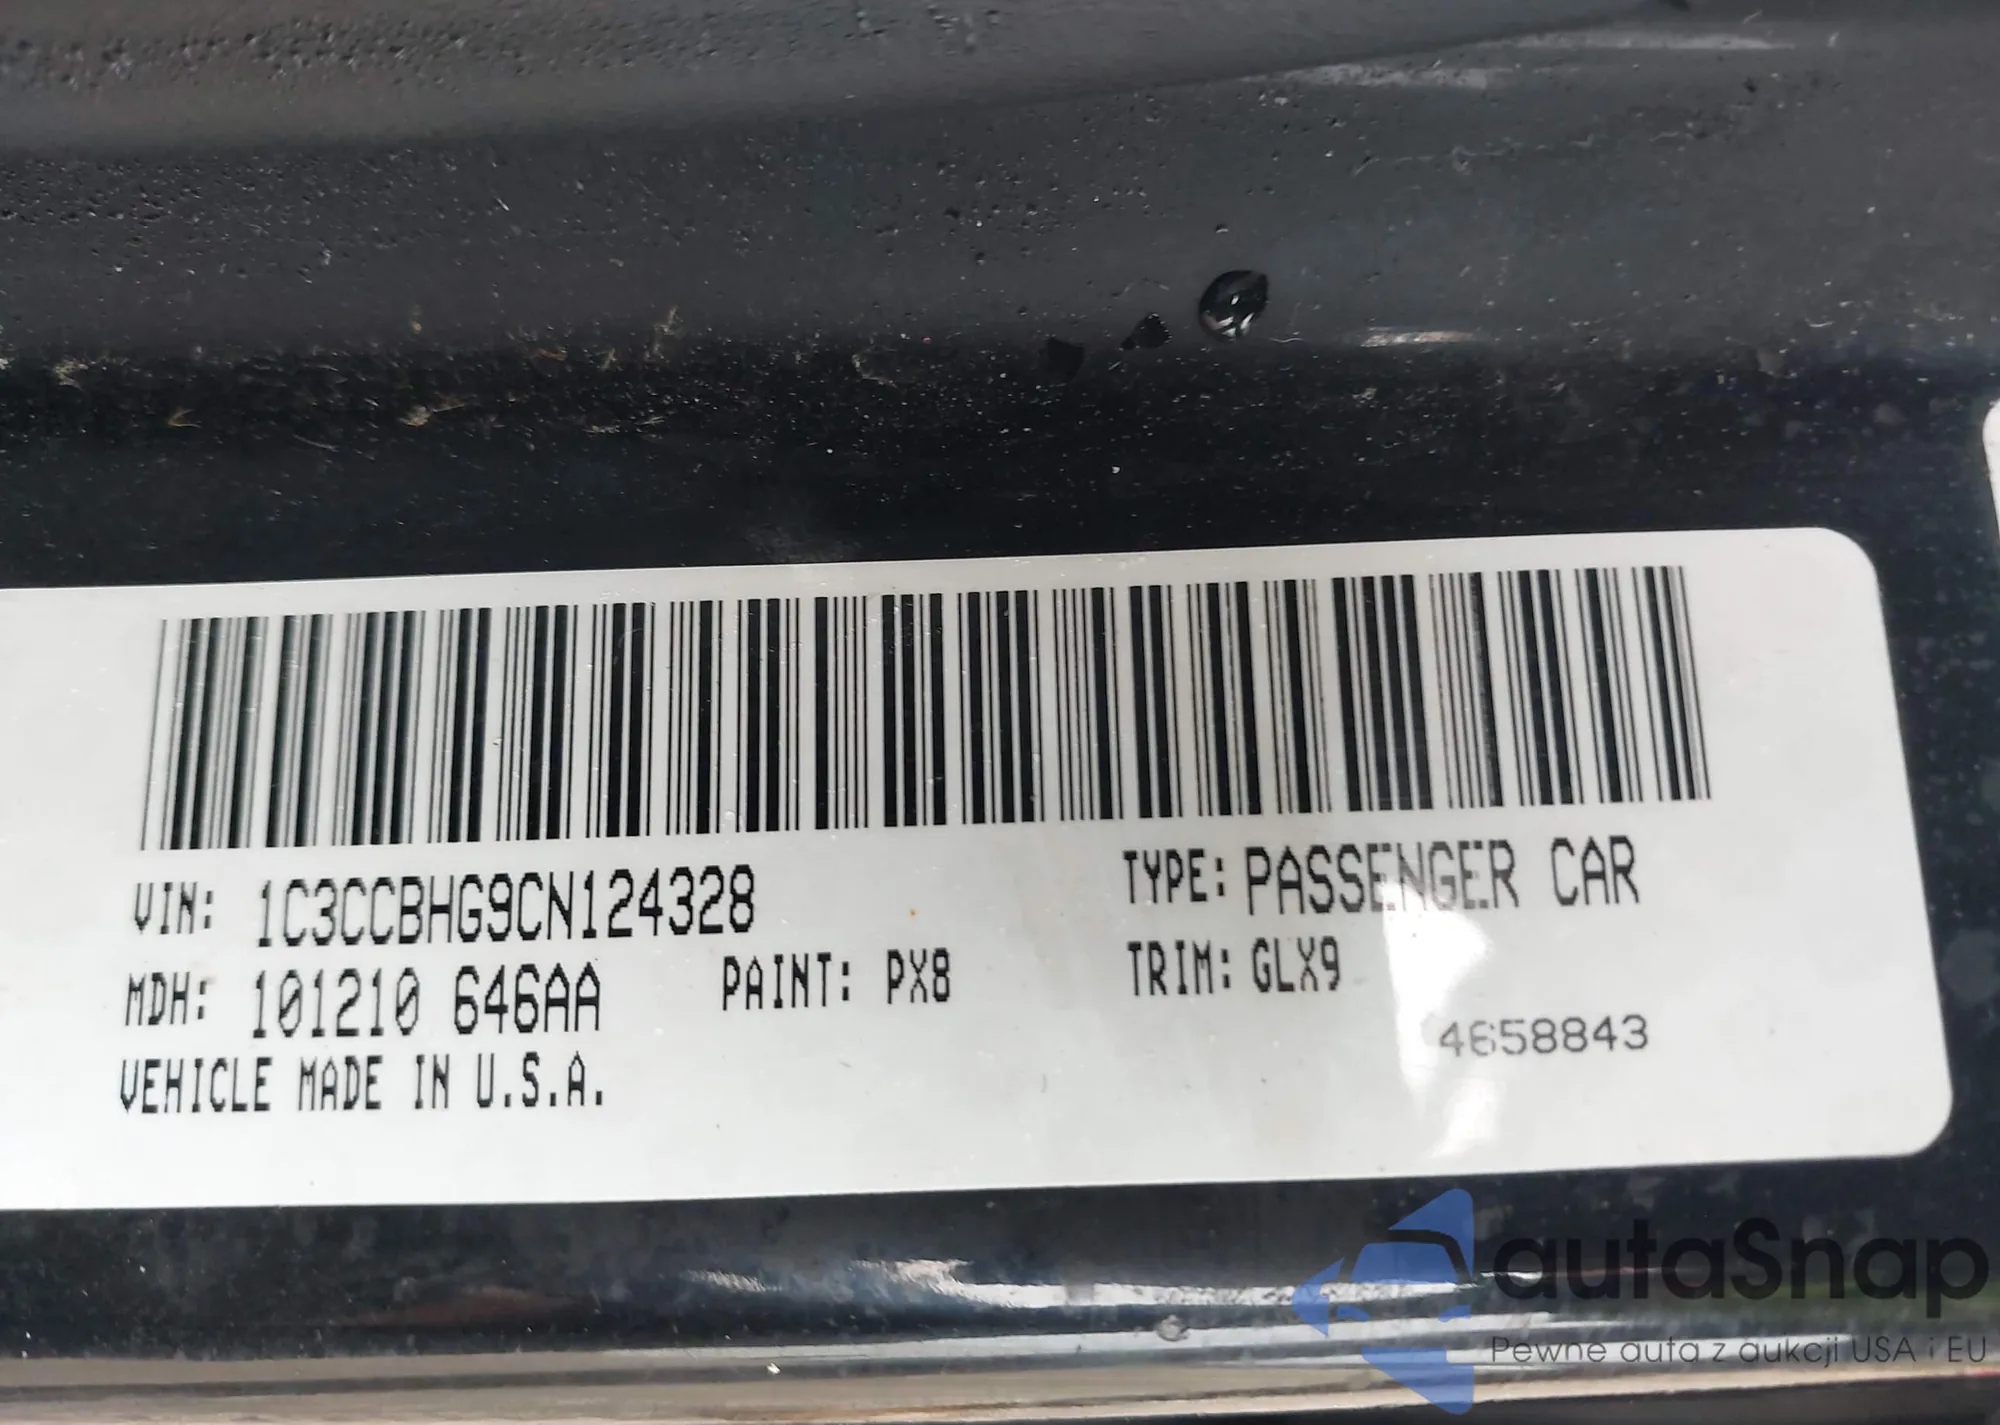 VIN: 1C3CCBHG9CN124328
TYPE: PASSENGER CAR
MDH: 101210 646AA
PAINT: PX8
TRIM: GLX9
4658843
VEHICLE MADE IN U.S.A.
autaSnap
Pewne auta z aukcji USA i EU